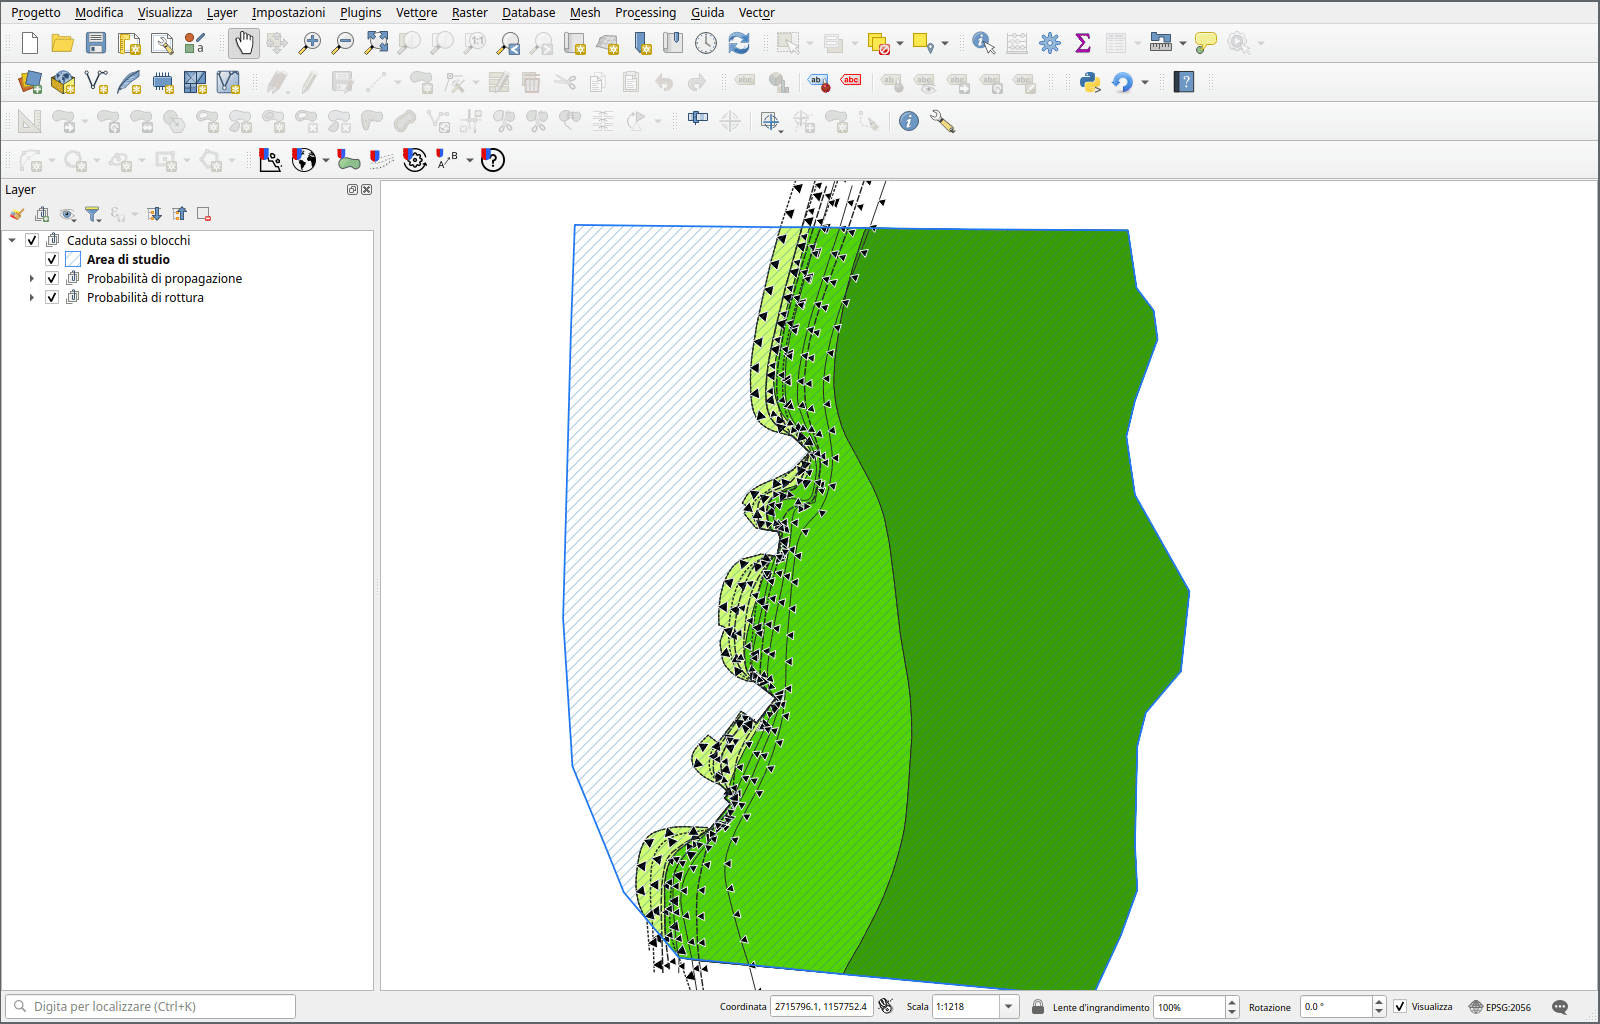 Progetto Modifica Visualizza Layer Impostazioni Plugins Vettore Raster Database Mesh Processing Guida Vector
Layer
Caduta sassi o blocchi
Area di studio
Probabilità di propagazione
Probabilità di rottura
Digita per localizzare (Ctrl+K)
Coordinata 2715796.1, 1157752.4 Scala 1:1218 Lente d'ingrandimento 100% Rotazione 0.0 ° Visualizza EPSG:2056